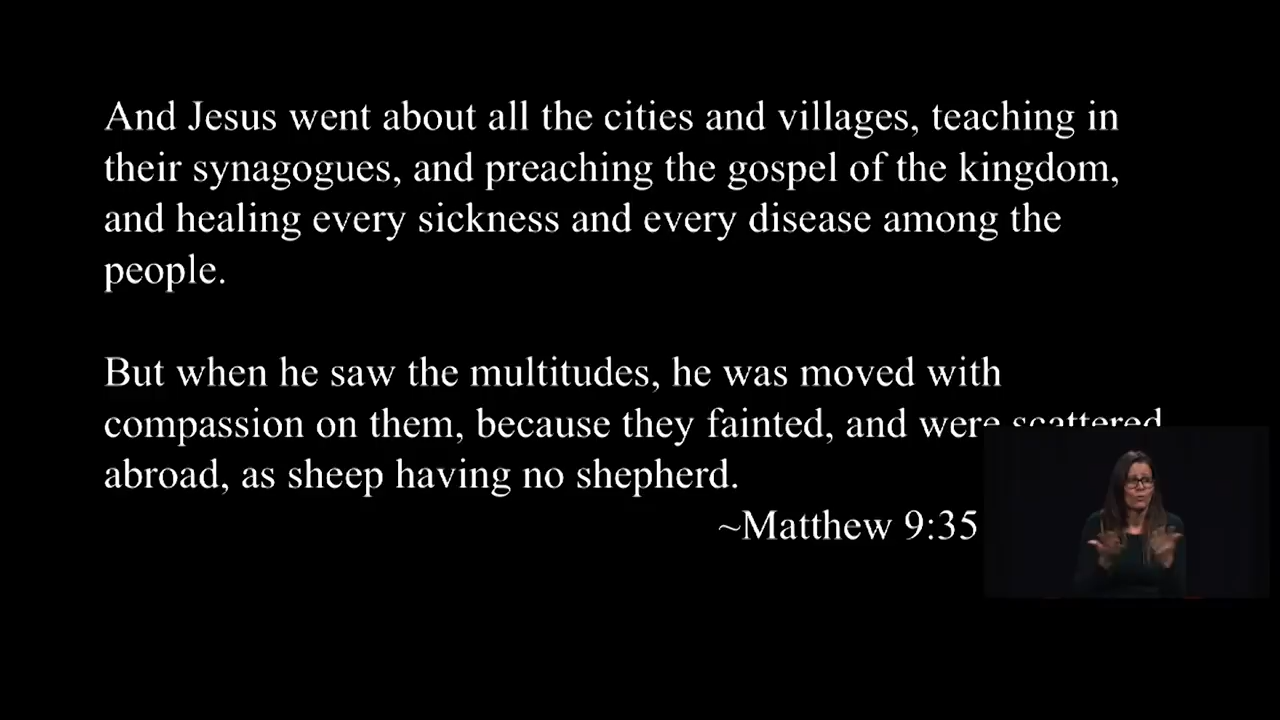 And Jesus went about all the cities and villages, teaching in
their synagogues, and preaching the gospel of the kingdom,
and healing every sickness and every disease among the
people.
But when he saw the multitudes, he was moved with
compassion on them, because they fainted, and were scattered
abroad, as sheep having no shepherd.
~Matthew 9:35